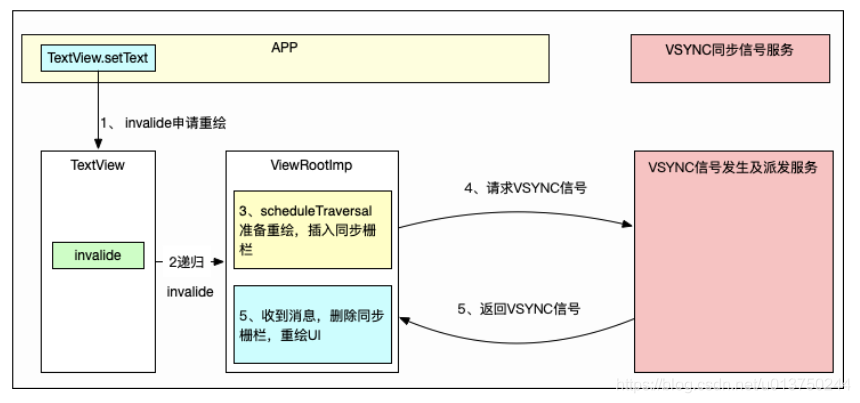 APP
VSYNC同步信号服务
TextView.setText
1、 invalide申请重绘
TextView
ViewRootImp
VSYNC信号发生及派发服务
3、scheduleTraversal
准备重绘，插入同步栅
栏
4、请求VSYNC信号
invalide
2递归
invalide
5、收到消息，删除同步
栅栏，重绘UI
5、返回VSYNC信号
https://blog.csdn.net/u013750244